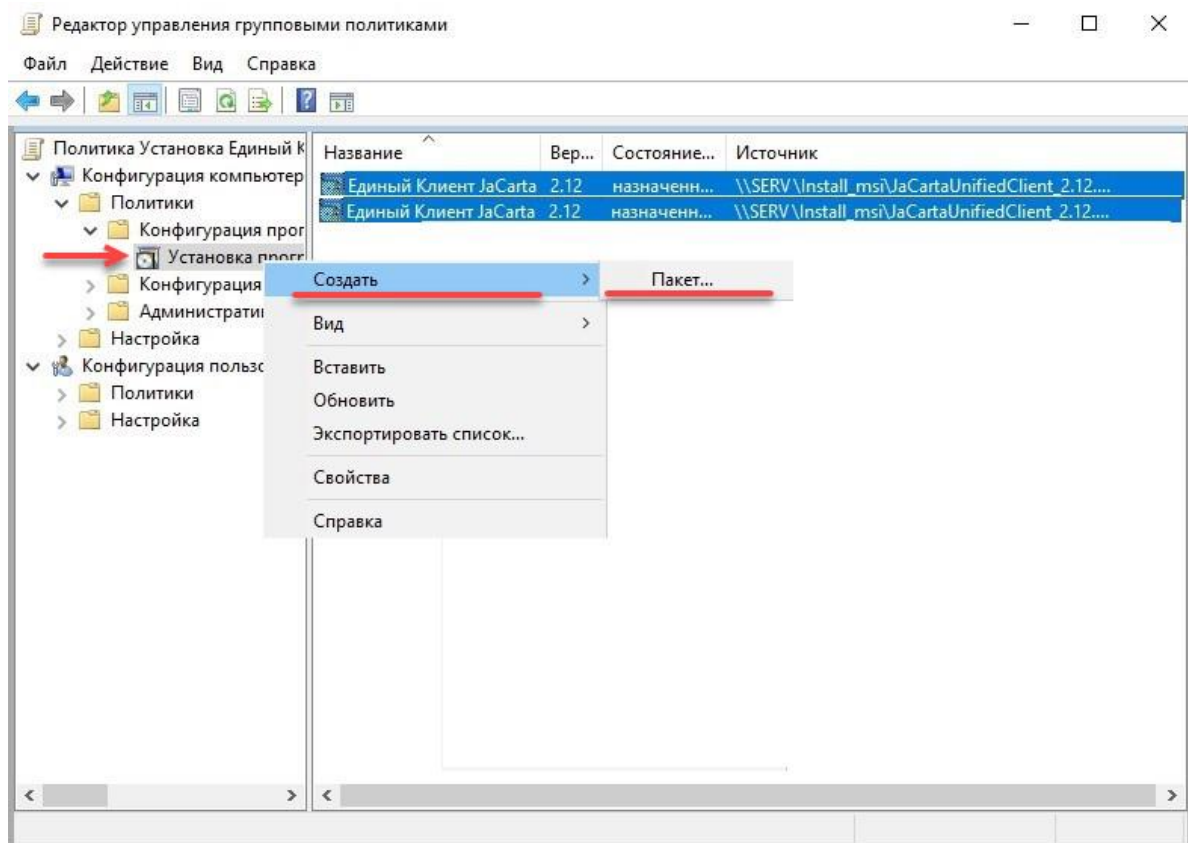 Редактор управления групповыми политиками
Файл Действие Вид Справка
Политика Установка Единый К
Конфигурация компьютер
Политики
Конфигурация прог
Установка прогр
Конфигурация
Административ
Настройка
Конфигурация пользо
Политики
Настройка
Название Вер... Состояние... Источник
Единый Клиент JaCarta 2.12 назначенн... \\SERV\Install_msi\JaCartaUnifiedClient_2.12....
Единый Клиент JaCarta 2.12 назначенн... \\SERV\Install_msi\JaCartaUnifiedClient_2.12....
Создать
Пакет...
Вид
Вставить
Обновить
Экспортировать список...
Свойства
Справка